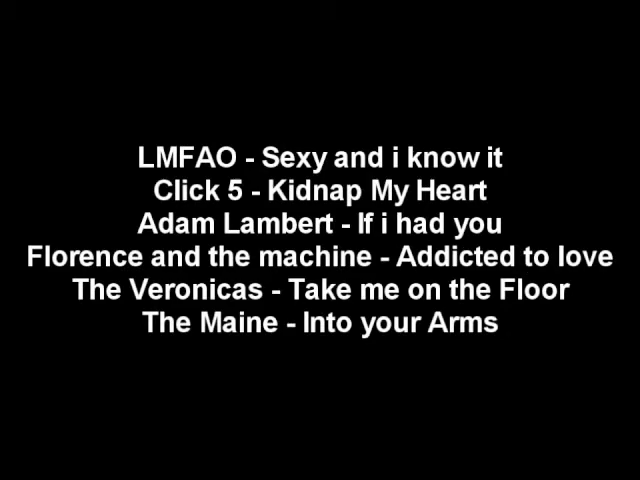 LMFAO - Sexy and i know it
Click 5 - Kidnap My Heart
Adam Lambert - If i had you
Florence and the machine - Addicted to love
The Veronicas - Take me on the Floor
The Maine - Into your Arms